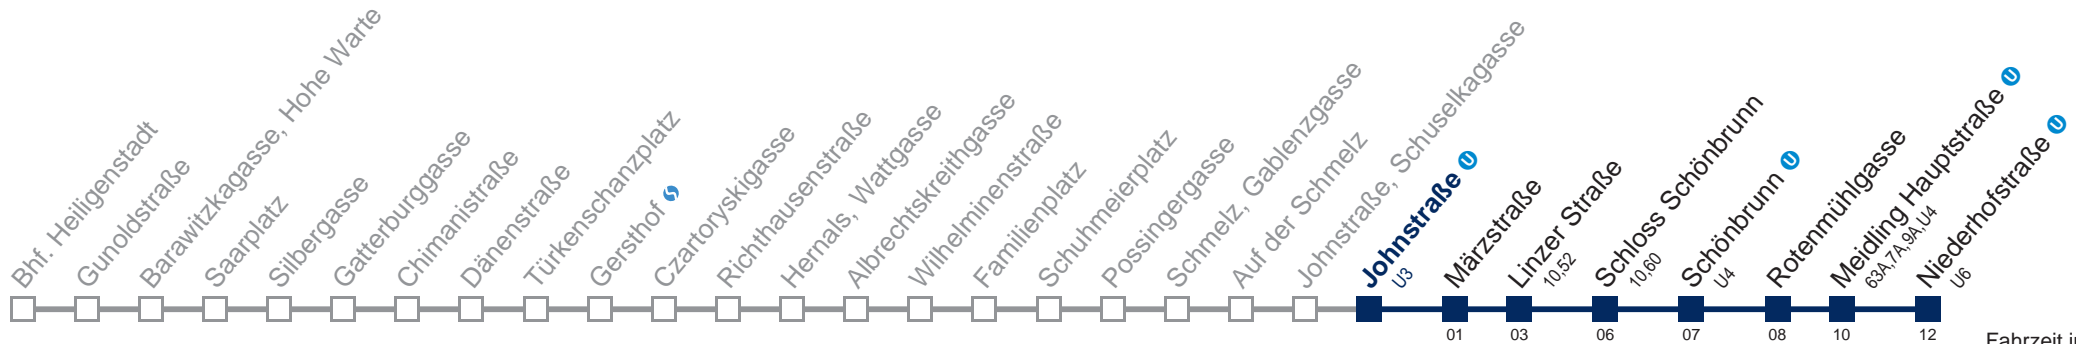 Bhf. Heiligenstadt
Gunoldstraße
Barawitzkagasse, Hohe Warte
Saarplatz
Silbergasse
Gatterburggasse
Chimanistraße
Dänenstraße
Türkenschanzplatz
Gersthof S
Czartoryskigasse
Richthausenstraße
Hernals, Wattgasse
Albrechtskreithgasse
Wilhelminenstraße
Familienplatz
Schuhmeierplatz
Possingergasse
Schmelz, Gablenzgasse
Auf der Schmelz
Johnstraße, Schuselkagasse
Johnstraße U
U3
Märzstraße
Linzer Straße
10,52
Schloss Schönbrunn
10,60
Schönbrunn U
U4
Rotenmühlgasse
Meidling Hauptstraße U
63A,7A,9A,U4
Niederhofstraße U
U6
01 03 06 07 08 10 12
Fahrzeit